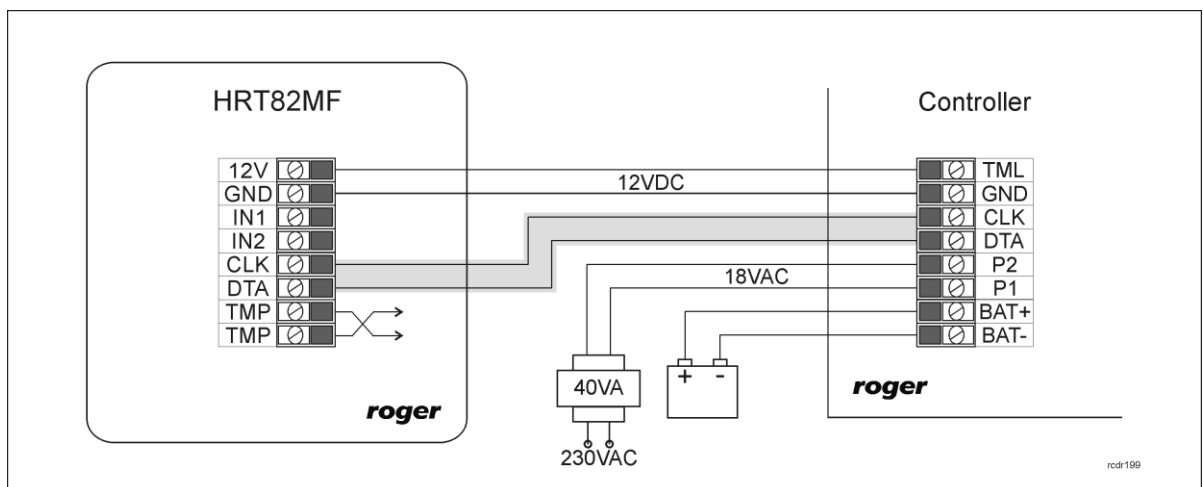 HRT82MF
12V
GND
IN1
IN2
CLK
DTA
TMP
TMP
roger
12VDC
18VAC
40VA
230VAC
+ -
Controller
TML
GND
CLK
DTA
P2
P1
BAT+
BAT-
roger
rcdr199